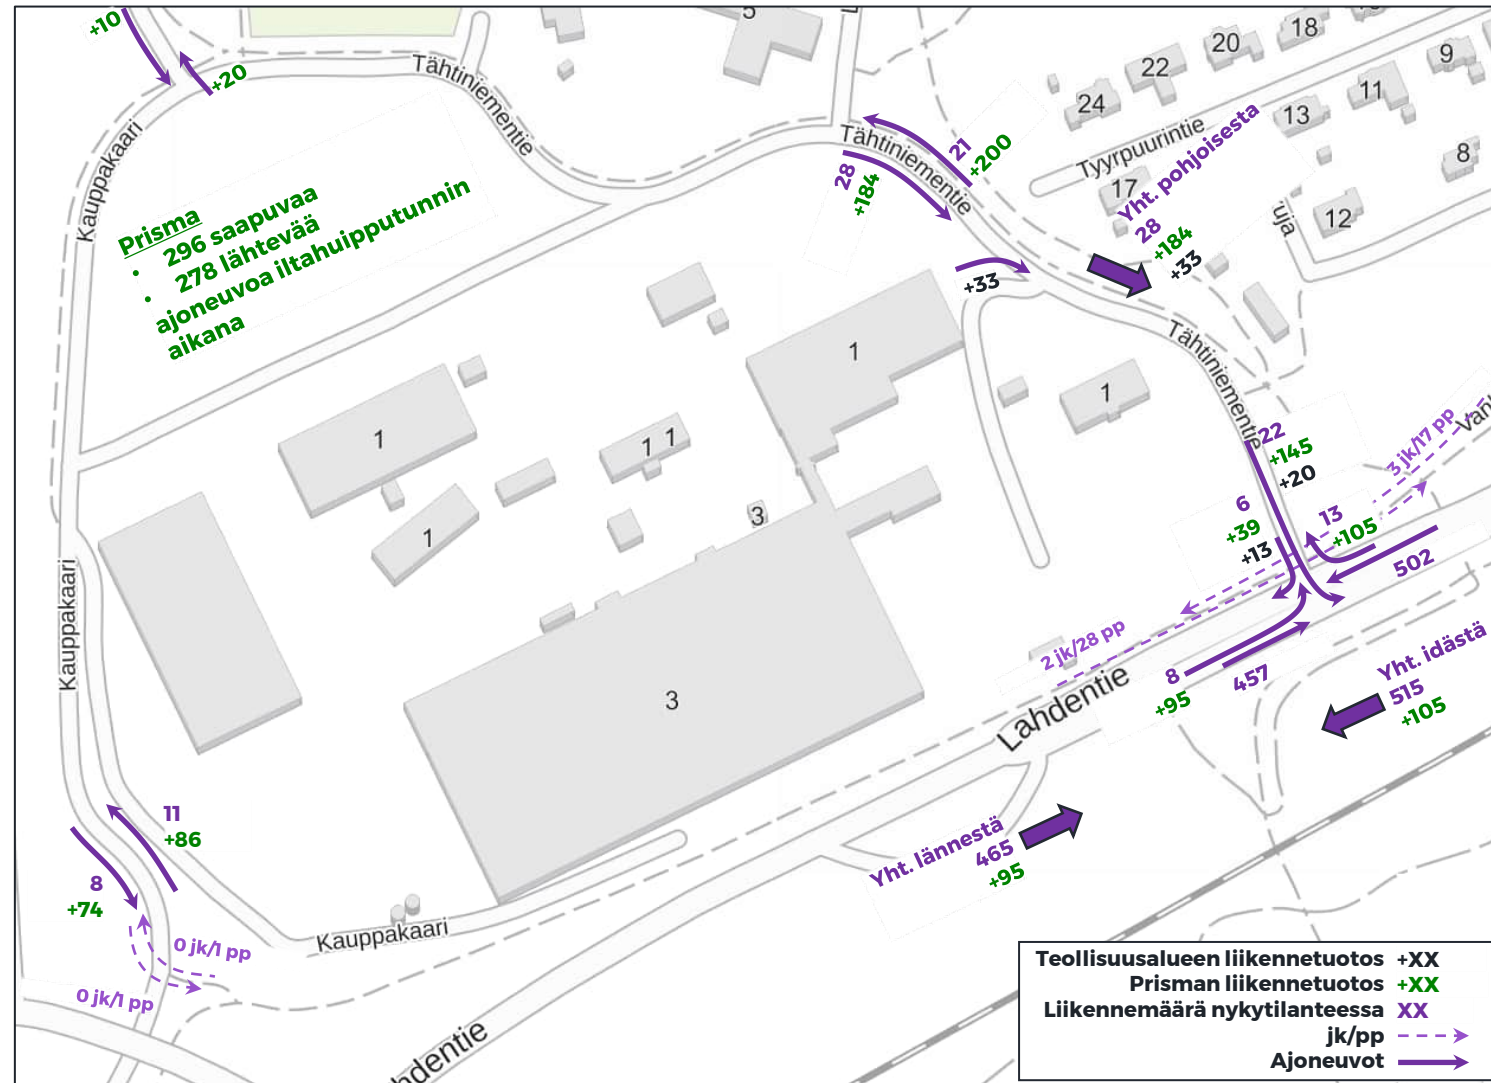 +10
+20
Tähtiniementie
5
18
20
22
24
9
11
13
8
Tyyrpuurintie
17
12
Kauppakaari
Prisma
• 296 saapuvaa
• 278 lähtevää
ajoneuvoa iltahuipputunnin
aikana
Tähtiniementie
21
+200
28
+184
Yht. pohjoisesta
28
+184
+33
+33
uja
Tähtiniementie
1
1
1
1
1
1
1
3
3
22
+145
+20
6
+39
+13
13
+105
502
3 jk/17 pp
2 jk/28 pp
8
+95
457
Yht. idästä
515
+105
Lahdentie
Yht. lännestä
465
+95
Kauppakaari
11
+86
8
+74
0 jk/1 pp
0 jk/1 pp
Kauppakaari
hdentie
Teollisuusalueen liikennetuotos +XX
Prisman liikennetuotos +XX
Liikennemäärä nykytilanteessa XX
jk/pp
Ajoneuvot